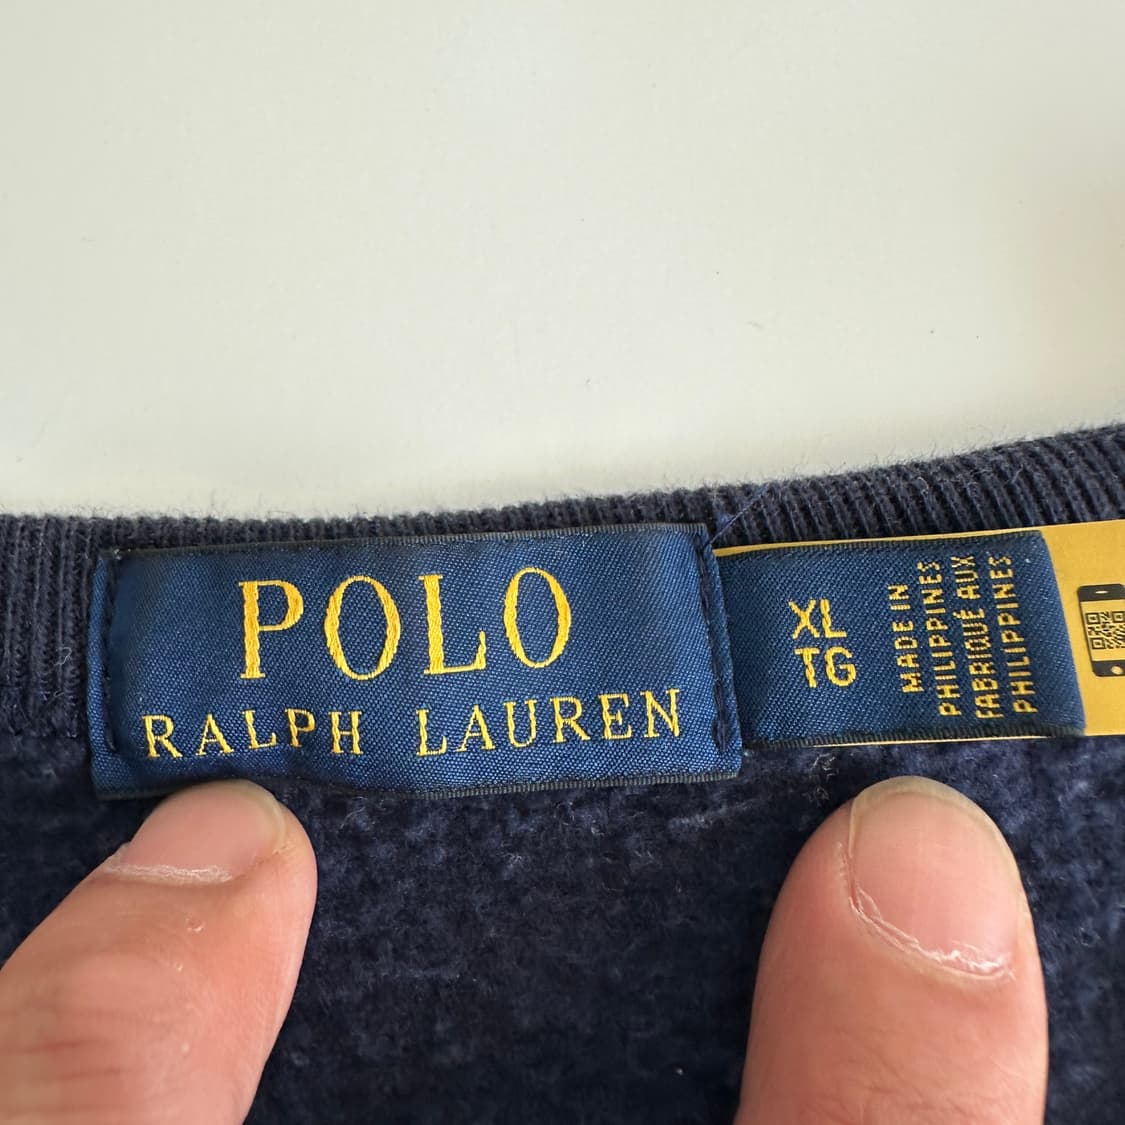 POLO
RALPH LAUREN
XL
TG
MADE IN
PHILIPPINES
FABRIQUÉ AUX
PHILIPPINES